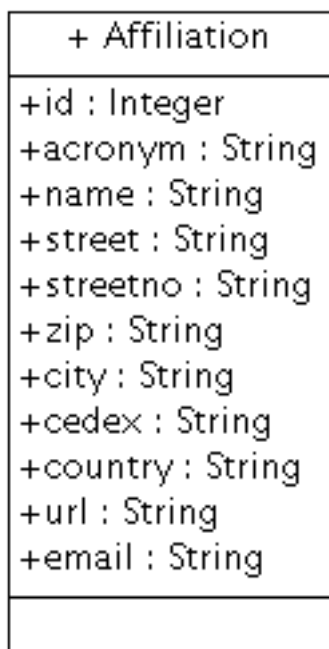 + Affiliation
+id : Integer
+acronym : String
+name : String
+street : String
+streetno : String
+zip : String
+city : String
+cedex : String
+country : String
+url : String
+email : String